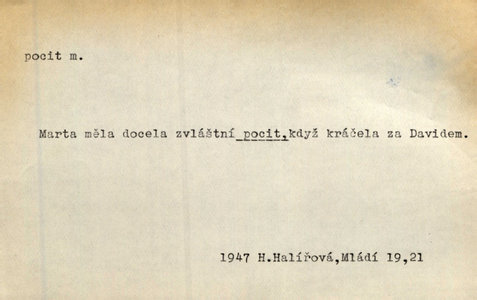 pocit m.
Marta měla docela zvláštní pocit,když kráčela za Davidem.
1947 H.Halířová,Mládí 19,21